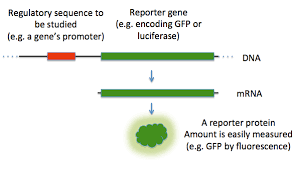 Regulatory sequence to
be studied
(e.g. a gene's promoter)
Reporter gene
(e.g. encoding GFP or
luciferase)
DNA
mRNA
A reporter protein
Amount is easily measured
(e.g. GFP by fluorescence)